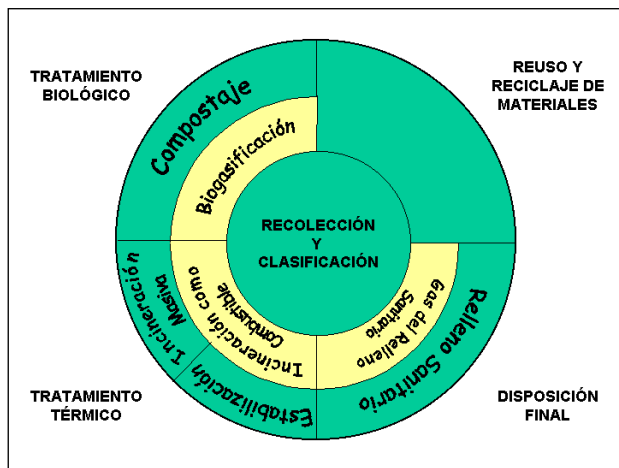 TRATAMIENTO
BIOLÓGICO
REUSO Y
RECICLAJE DE
MATERIALES
Compostaje
Biogasificación
RECOLECCIÓN
Y
CLASIFICACIÓN
Incineración
Masiva
Incineración como
Combustible
Estabilización
Gas del Relleno
Sanitario
Relleno Sanitario
TRATAMIENTO
TÉRMICO
DISPOSICIÓN
FINAL